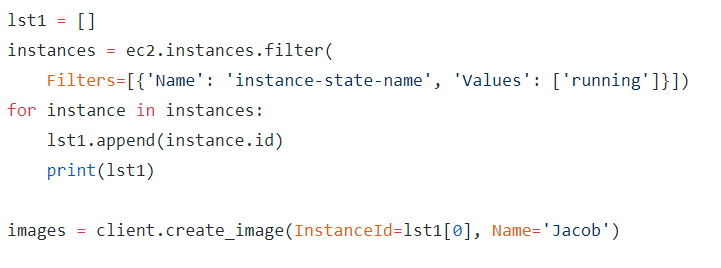 lst1 = []
instances = ec2.instances.filter(
    Filters=[{'Name': 'instance-state-name', 'Values': ['running']}])
for instance in instances:
    lst1.append(instance.id)
    print(lst1)

images = client.create_image(InstanceId=lst1[0], Name='Jacob')